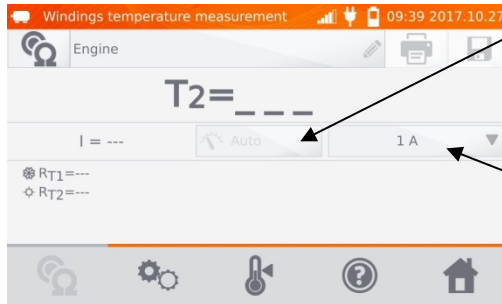 Windings temperature measurement 09:39 2017.10.27
Engine
T2=_ _ _
I = --- Auto 1 A
RT1=---
RT2=---